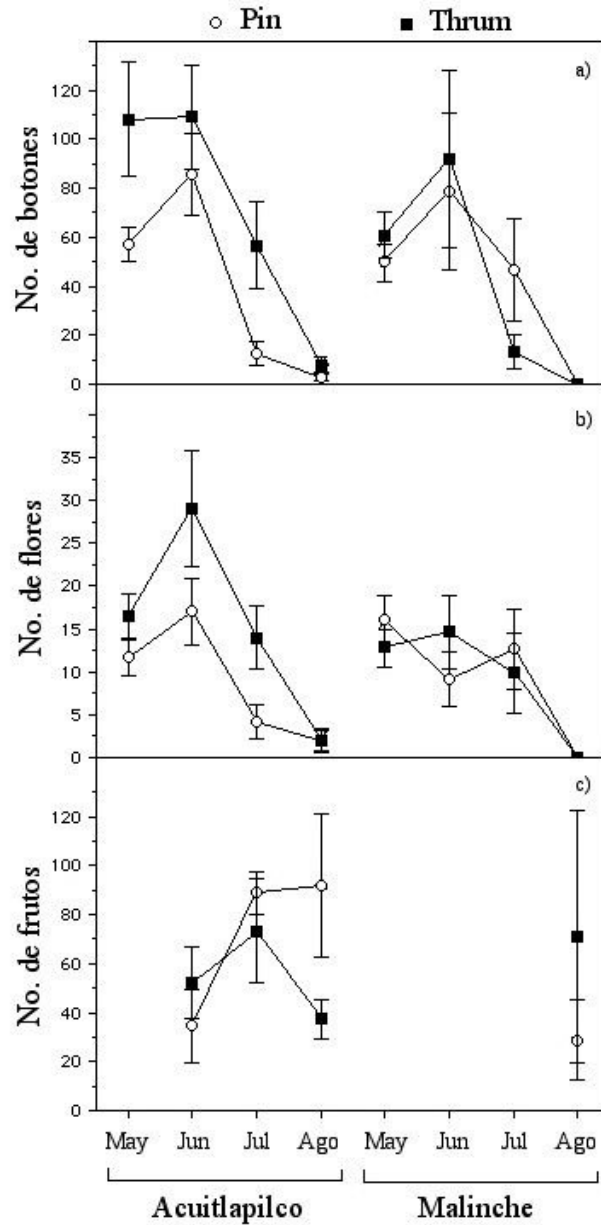 Pin Thrum
a)
No. de botones
120
100
80
60
40
20
0
b)
No. de flores
35
30
25
20
15
10
5
0
c)
No. de frutos
120
100
80
60
40
20
0
May Jun Jul Ago May Jun Jul Ago
Acuitlapilco Malinche